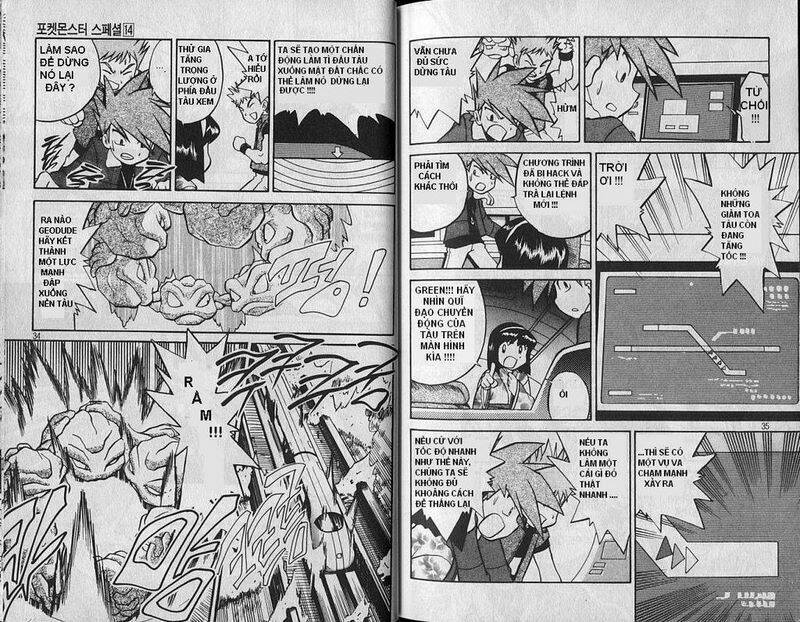 포켓몬스터 스페셜 14
LÀM SAO
ĐỂ DỪNG
NÓ LẠI
ĐÂY ?
THỬ GIA
TĂNG
TRỌNG
LƯỢNG Ở
PHÍA ĐẦU
TÀU XEM
A TỚ
HIỂU
RỒI
TA SẼ TẠO MỘT CHẤN
ĐỘNG LÀM TÌ ĐẦU TÀU
XUỐNG MẶT ĐẤT CHẮC CÓ
THỂ LÀM NÓ DỪNG LẠI
ĐƯỢC !!!!
RA NÀO
GEODUDE
HÃY KẾT
THÀNH
MỘT LỰC
MẠNH
ĐẬP
XUỐNG
NỀN TÀU
34
RẦM
!!!
VẪN CHƯA
ĐỦ SỨC
DỪNG TÀU
HỪM
TỪ
CHỐI
!!!
PHẢI TÌM
CÁCH
KHÁC THÔI
CHƯƠNG TRÌNH
ĐÃ BỊ HACK VÀ
KHÔNG THỂ ĐÁP
TRẢ LẠI LỆNH
MỚI !!!
TRỜI
ƠI !!!
KHÔNG
NHỮNG
GIẢM TOA
TÀU CÒN
ĐANG
TĂNG
TỐC !!!
GREEN!!! HÃY
NHÌN QUĨ
ĐẠO CHUYỂN
ĐỘNG CỦA
TÀU TRÊN
MÀN HÌNH
KÌA !!!!
ÓI
35
NẾU CỨ VỚI
TỐC ĐỘ NHANH
NHƯ THẾ NÀY,
CHÚNG TA SẼ
KHÔNG ĐỦ
KHOẢNG CÁCH
ĐỂ THẮNG LẠI
NẾU TA
KHÔNG LÀM
MỘT CÁI
GÌ ĐÓ
THẬT
NHANH ....
...THÌ SẼ CÓ
MỘT VỤ VA
CHẠM MẠNH
XẢY RA